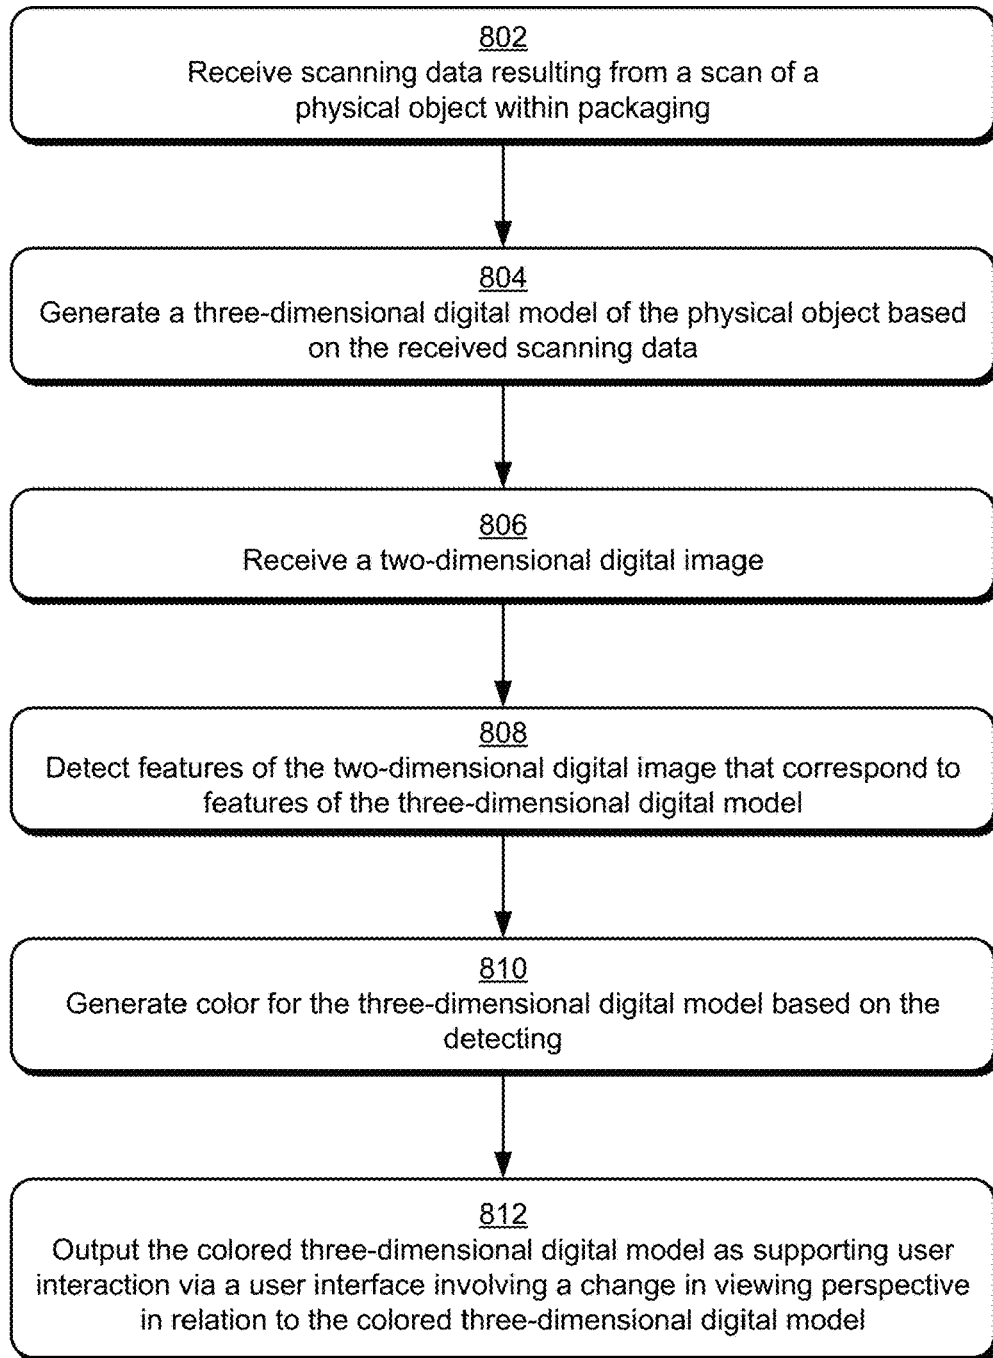 802
Receive scanning data resulting from a scan of a
physical object within packaging
804
Generate a three-dimensional digital model of the physical object based
on the received scanning data
806
Receive a two-dimensional digital image
808
Detect features of the two-dimensional digital image that correspond to
features of the three-dimensional digital model
810
Generate color for the three-dimensional digital model based on the
detecting
812
Output the colored three-dimensional digital model as supporting user
interaction via a user interface involving a change in viewing perspective
in relation to the colored three-dimensional digital model